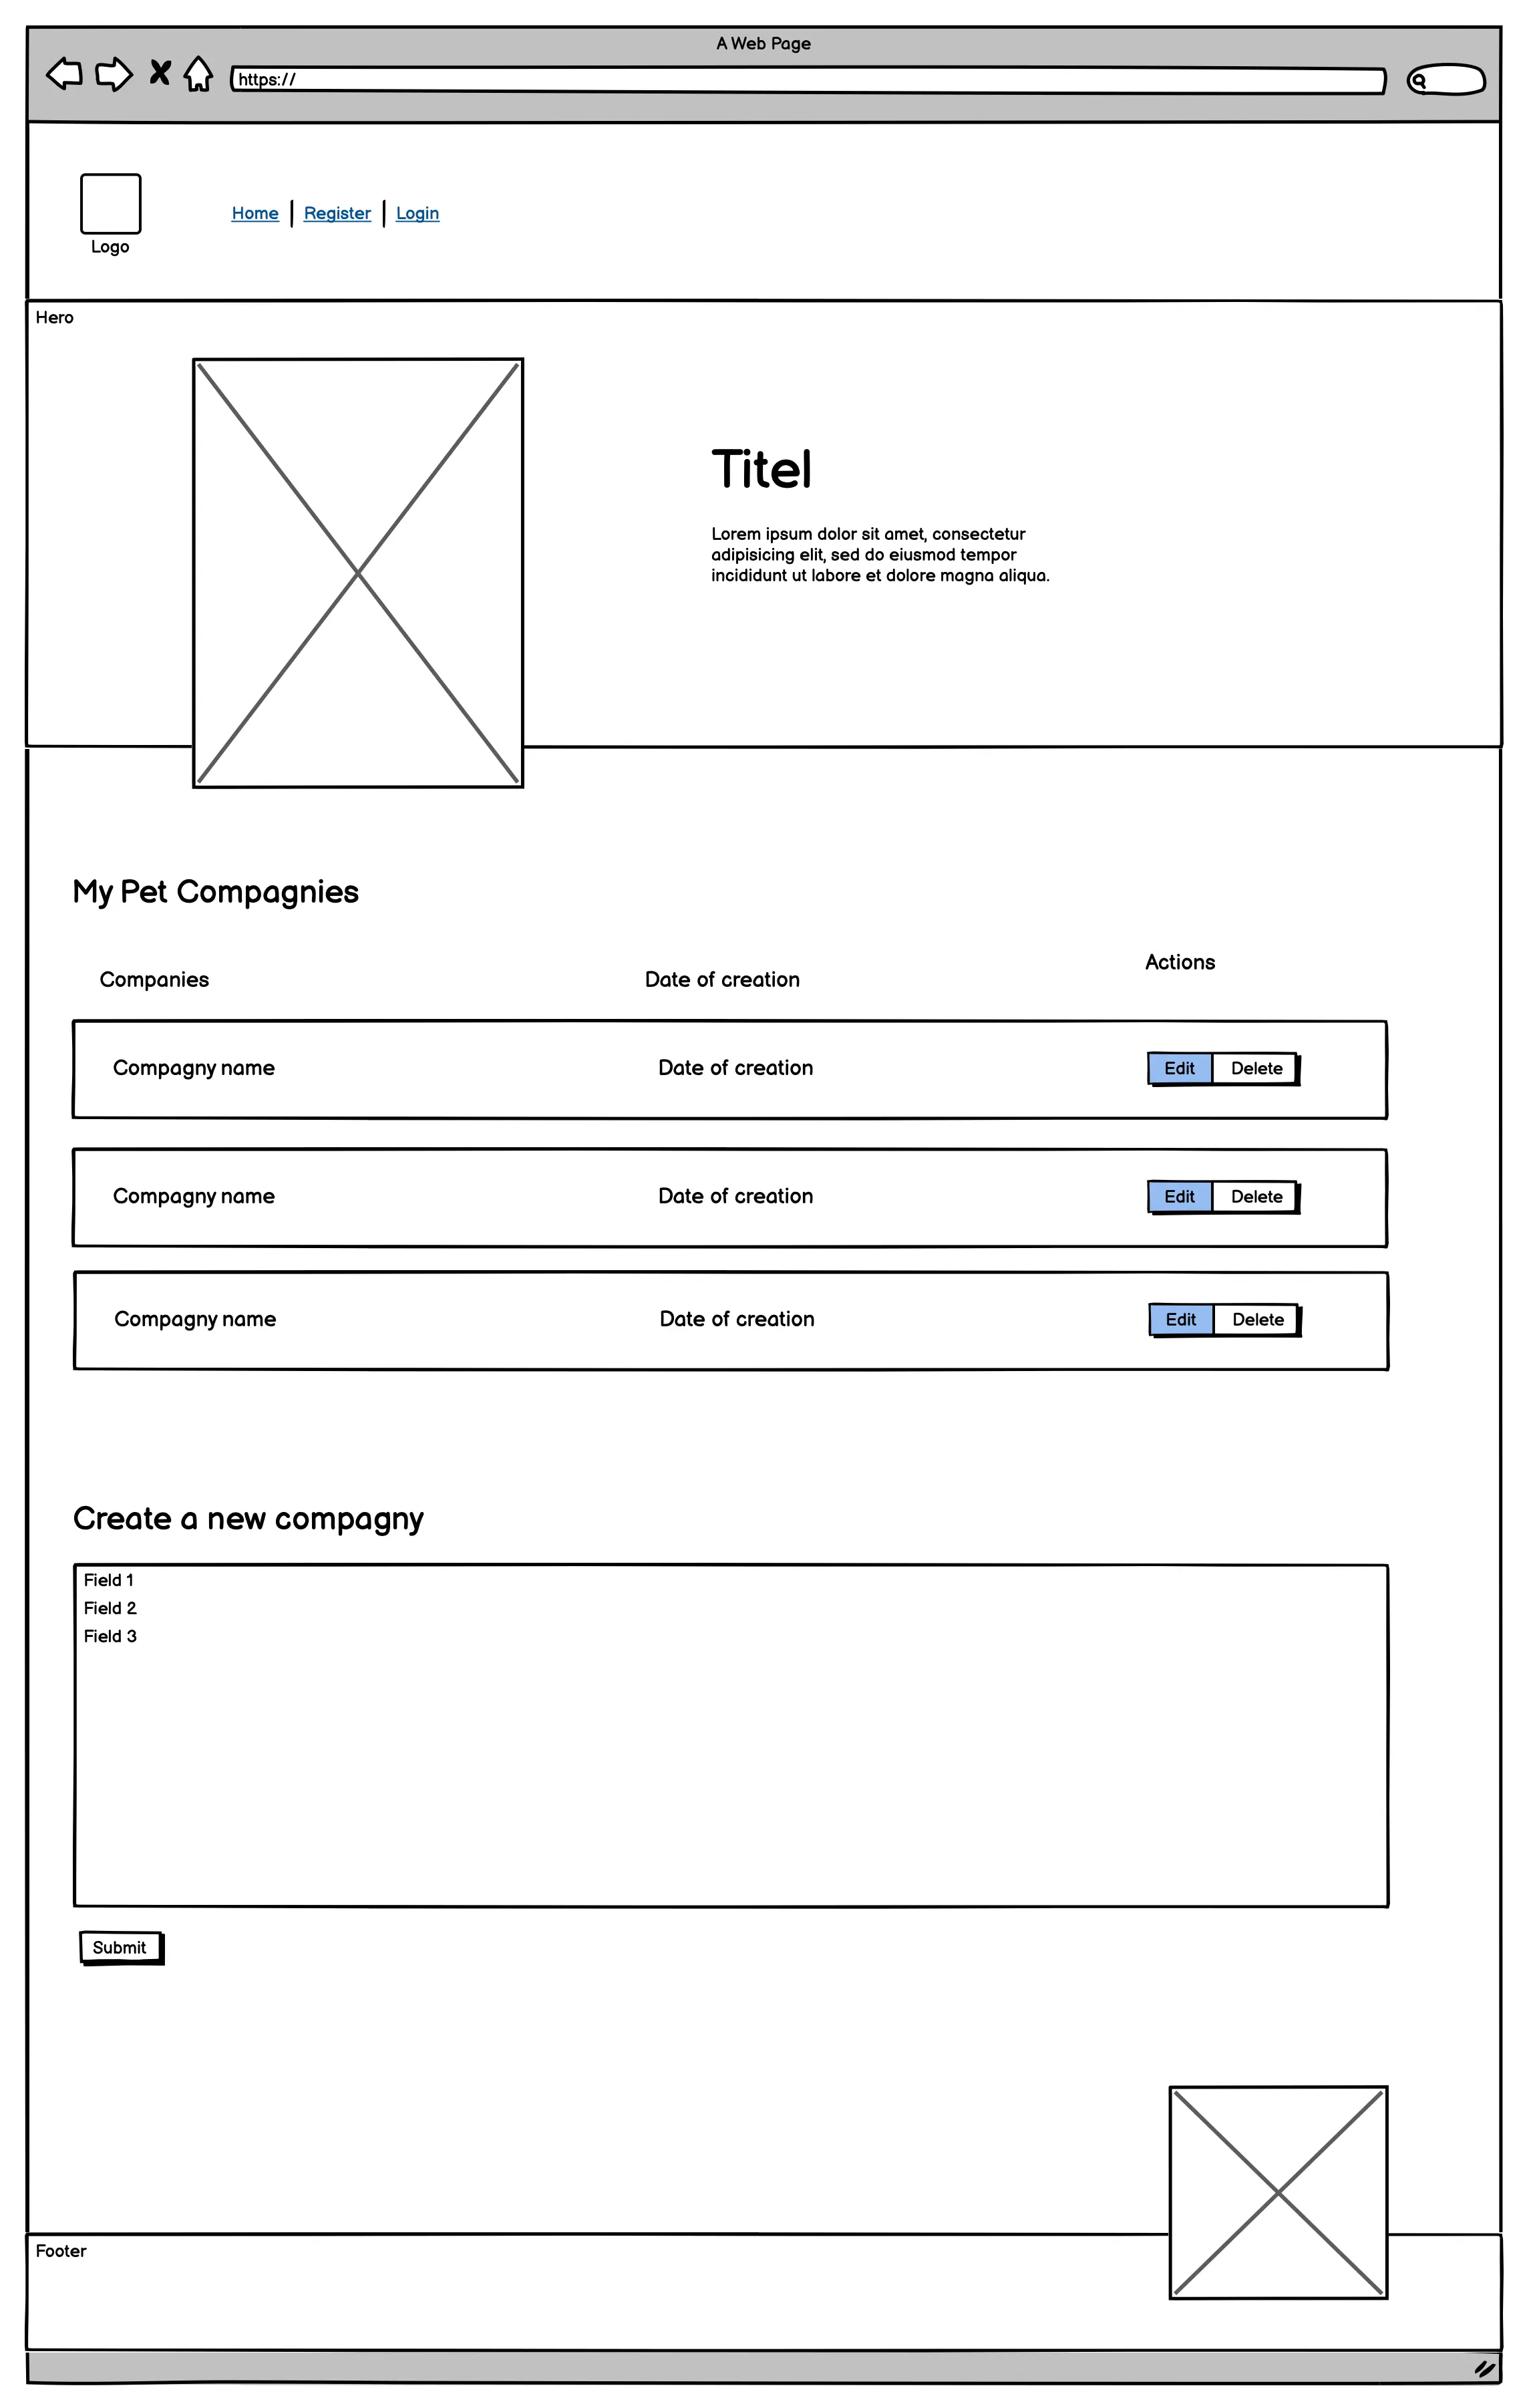 A Web Page
https://
Logo
Home
Register
Login
Hero
Titel
Lorem ipsum dolor sit amet, consectetur
adipisicing elit, sed do eiusmod tempor
incididunt ut labore et dolore magna aliqua.
My Pet Compagnies
Companies
Date of creation
Actions
Compagny name
Date of creation
Edit
Delete
Compagny name
Date of creation
Edit
Delete
Compagny name
Date of creation
Edit
Delete
Create a new compagny
Field 1
Field 2
Field 3
Submit
Footer